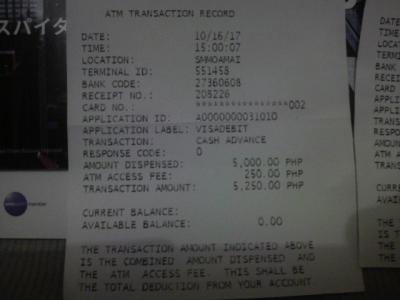 スパイダ
ATM TRANSACTION RECORD
DATE: 10/16/17
TIME: 15:00:07
LOCATION: SMMOAMAI
TERMINAL ID: 551458
BANK CODE: 27360608
RECEIPT NO.: 208226
CARD NO.: ****************002
APPLICATION ID: A0000000031010
APPLICATION LABEL: VISADEBIT
TRANSACTION: CASH ADVANCE
RESPONSE CODE: 0
AMOUNT DISPENSED: 5,000.00 PHP
ATM ACCESS FEE: 250.00 PHP
TRANSACTION AMOUNT: 5,250.00 PHP
CURRENT BALANCE:
AVAILABLE BALANCE: 0.00
THE TRANSACTION AMOUNT INDICATED ABOVE
IS THE COMBINED AMOUNT DISPENSED AND
THE ATM ACCESS FEE. THIS SHALL BE
THE TOTAL DEDUCTION FROM YOUR ACCOUNT